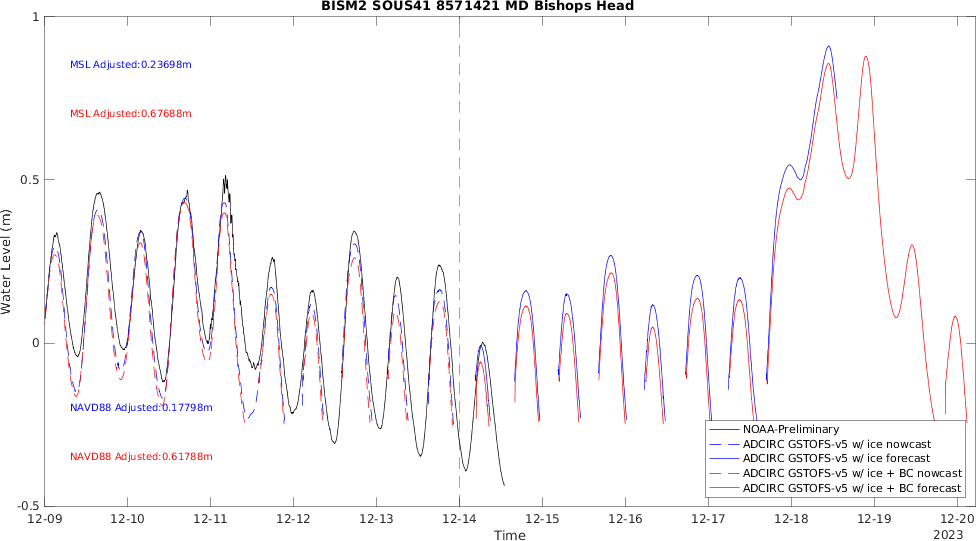 BISM2 SOUS41 8571421 MD Bishops Head
1
MSL Adjusted:0.23698m
MSL Adjusted:0.67688m
0.5
Water Level (m)
0
NAVD88 Adjusted:0.17798m
NAVD88 Adjusted:0.61788m
NOAA-Preliminary
ADCIRC GSTOFS-v5 w/ ice nowcast
ADCIRC GSTOFS-v5 w/ ice forecast
ADCIRC GSTOFS-v5 w/ ice + BC nowcast
ADCIRC GSTOFS-v5 w/ ice + BC forecast
-0.5
12-09 12-10 12-11 12-12 12-13 12-14 12-15 12-16 12-17 12-18 12-19 12-20
Time 2023